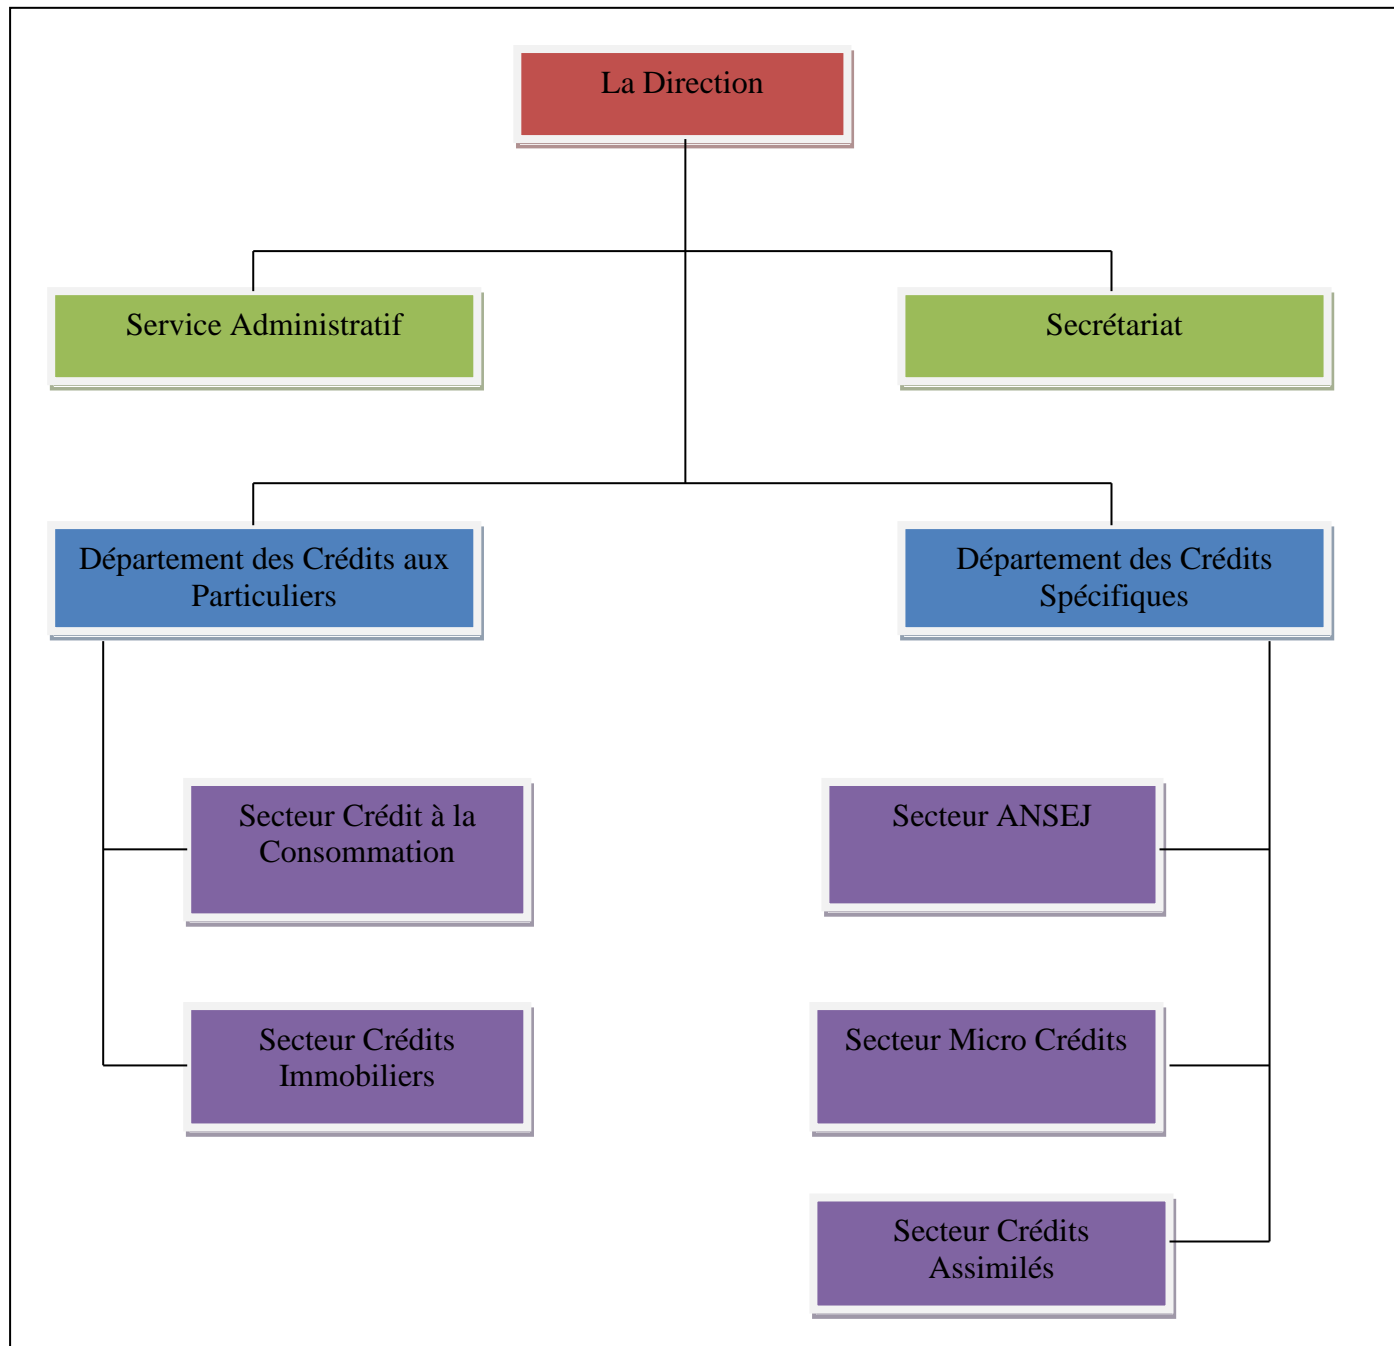 La Direction
Service Administratif
Secrétariat
Département des Crédits aux
Particuliers
Département des Crédits
Spécifiques
Secteur Crédit à la
Consommation
Secteur ANSEJ
Secteur Crédits
Immobiliers
Secteur Micro Crédits
Secteur Crédits
Assimilés